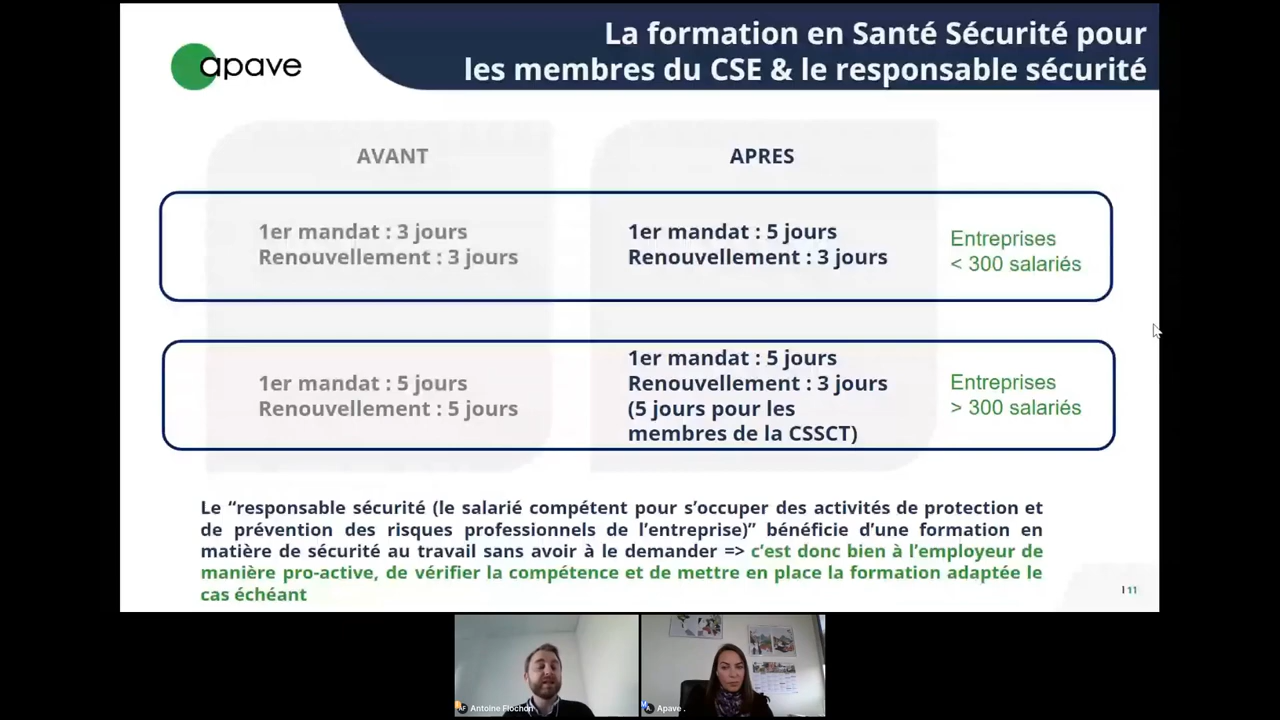 La formation en Santé Sécurité pour
les membres du CSE & le responsable sécurité
apave
AVANT
APRES
1er mandat : 3 jours
Renouvellement : 3 jours
1er mandat : 5 jours
Renouvellement : 3 jours
Entreprises
< 300 salariés
1er mandat : 5 jours
Renouvellement : 5 jours
1er mandat : 5 jours
Renouvellement : 3 jours
(5 jours pour les
membres de la CSSCT)
Entreprises
> 300 salariés
Le “responsable sécurité (le salarié compétent pour s’occuper des activités de protection et
de prévention des risques professionnels de l’entreprise)” bénéficie d’une formation en
matière de sécurité au travail sans avoir à le demander => c’est donc bien à l’employeur de
manière pro-active, de vérifier la compétence et de mettre en place la formation adaptée le
cas échéant
I 11
AF Antoine Flochon
A. Apave .